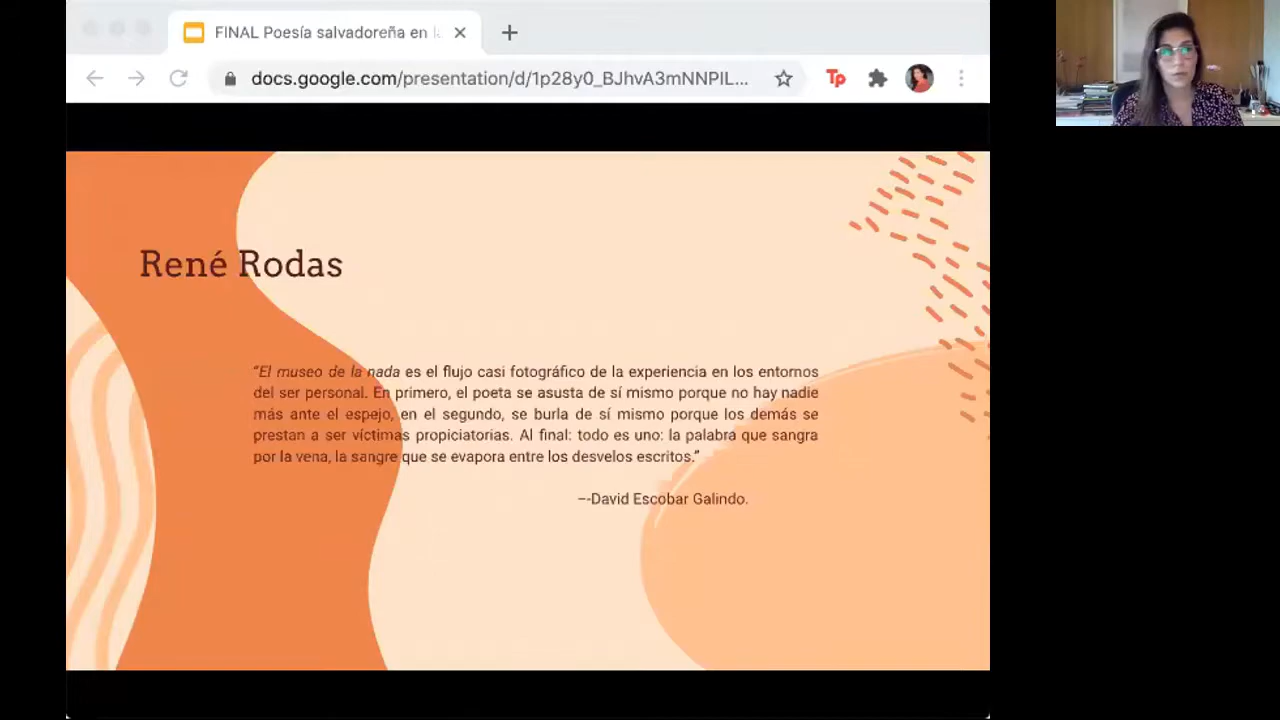 FINAL Poesía salvadoreña en
docs.google.com/presentation/d/1p28y0_BJhvA3mNNPIL...
Tp
René Rodas
“El museo de la nada es el flujo casi fotográfico de la experiencia en los entornos
del ser personal. En primero, el poeta se asusta de sí mismo porque no hay nadie
más ante el espejo, en el segundo, se burla de sí mismo porque los demás se
prestan a ser víctimas propiciatorias. Al final: todo es uno: la palabra que sangra
por la vena, la sangre que se evapora entre los desvelos escritos.”
–-David Escobar Galindo.